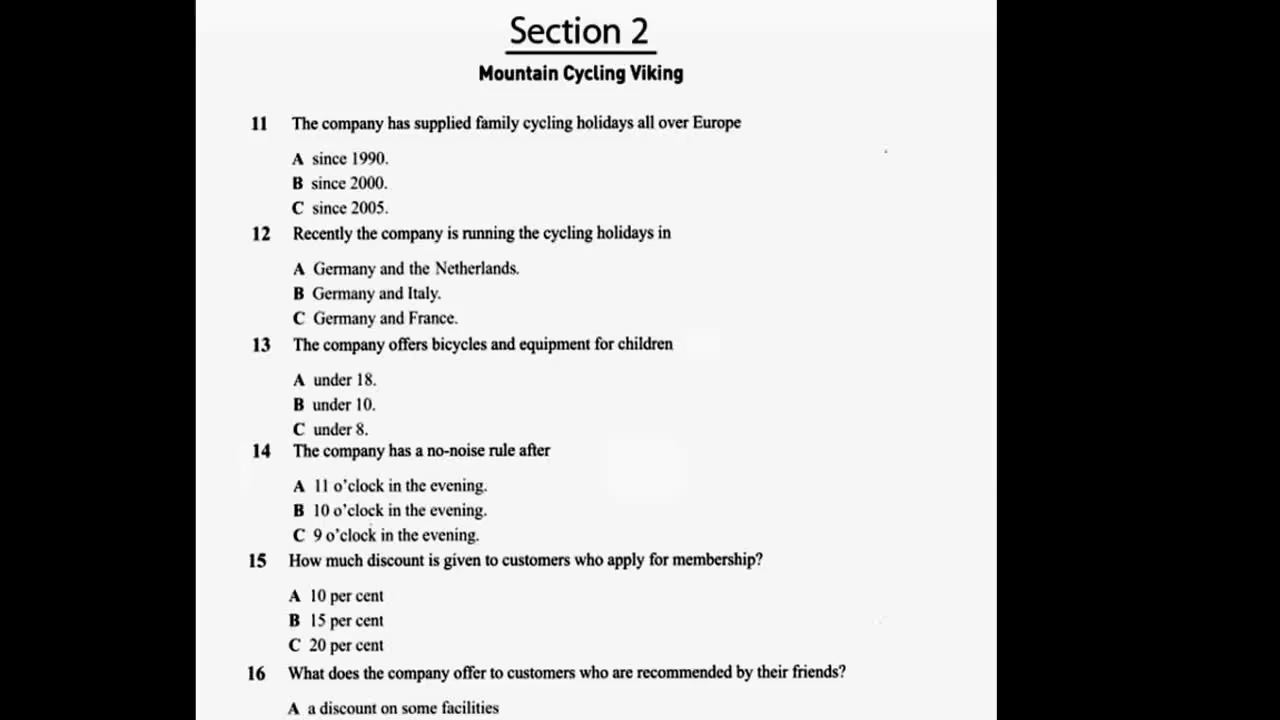 Section 2
Mountain Cycling Viking
11 The company has supplied family cycling holidays all over Europe
A since 1990.
B since 2000.
C since 2005.
12 Recently the company is running the cycling holidays in
A Germany and the Netherlands.
B Germany and Italy.
C Germany and France.
13 The company offers bicycles and equipment for children
A under 18.
B under 10.
C under 8.
14 The company has a no-noise rule after
A 11 o'clock in the evening.
B 10 o'clock in the evening.
C 9 o'clock in the evening.
15 How much discount is given to customers who apply for membership?
A 10 per cent
B 15 per cent
C 20 per cent
16 What does the company offer to customers who are recommended by their friends?
A a discount on some facilities